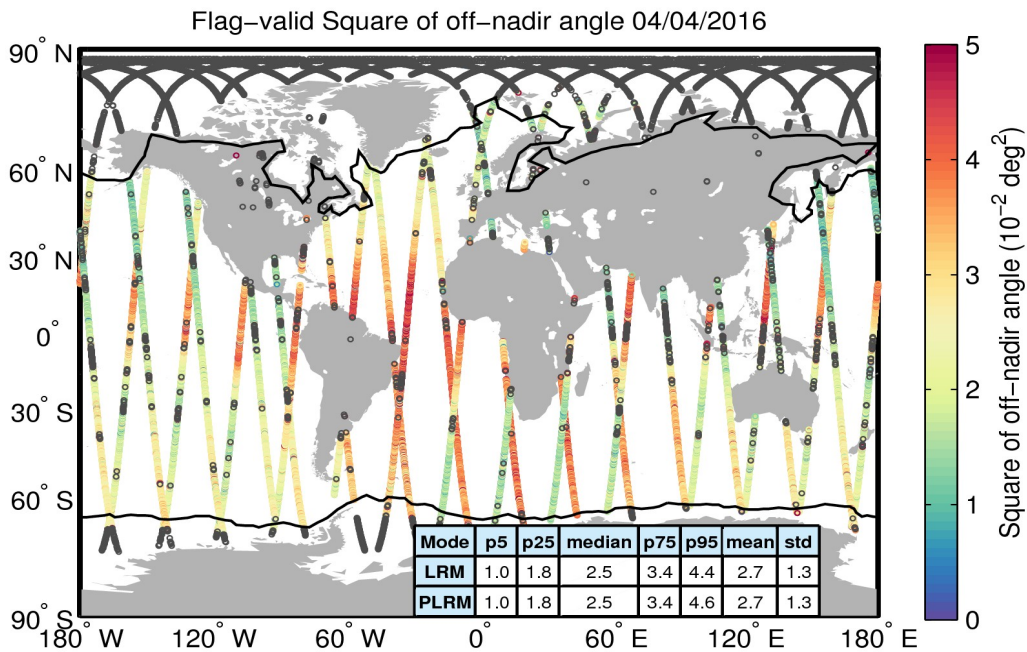 Flag-valid Square of off-nadir angle 04/04/2016
90° N
60° N
30° N
0°
30° S
60° S
90° S
180° W
120° W
60° W
0°
60° E
120° E
180° E
Mode p5 p25 median p75 p95 mean std
LRM 1.0 1.8 2.5 3.4 4.4 2.7 1.3
PLRM 1.0 1.8 2.5 3.4 4.6 2.7 1.3
5
4
3
2
1
0
Square of off-nadir angle (10⁻² deg²)